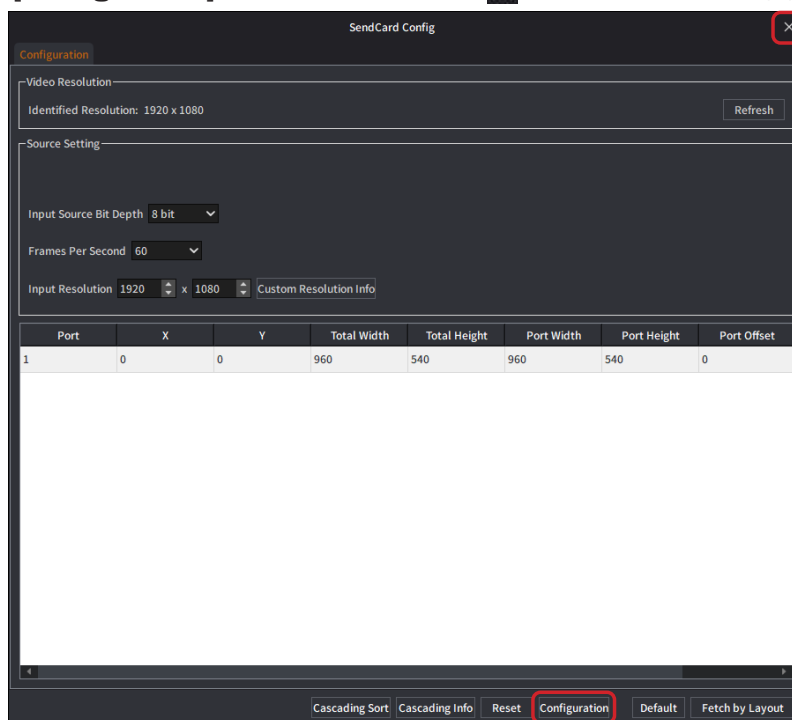 SendCard Config
Configuration
Video Resolution
Identified Resolution: 1920 x 1080 Refresh
Source Setting
Input Source Bit Depth 8 bit
Frames Per Second 60
Input Resolution 1920 x 1080 Custom Resolution Info
Port X Y Total Width Total Height Port Width Port Height Port Offset
1 0 0 960 540 960 540 0
Cascading Sort Cascading Info Reset Configuration Default Fetch by Layout